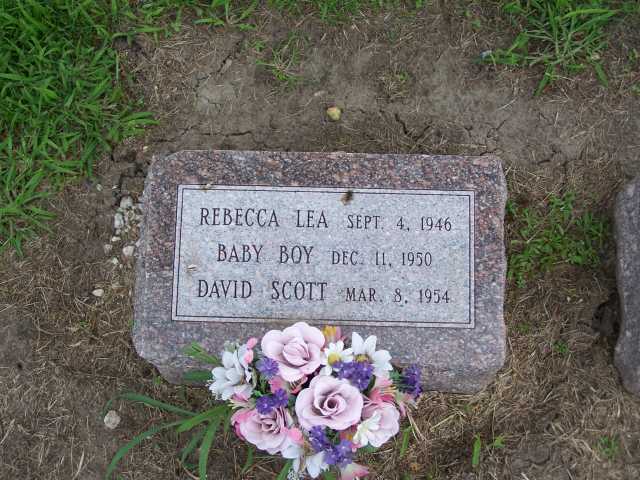 REBECCA LEA SEPT. 4, 1946
BABY BOY DEC. 11, 1950
DAVID SCOTT MAR. 8, 1954